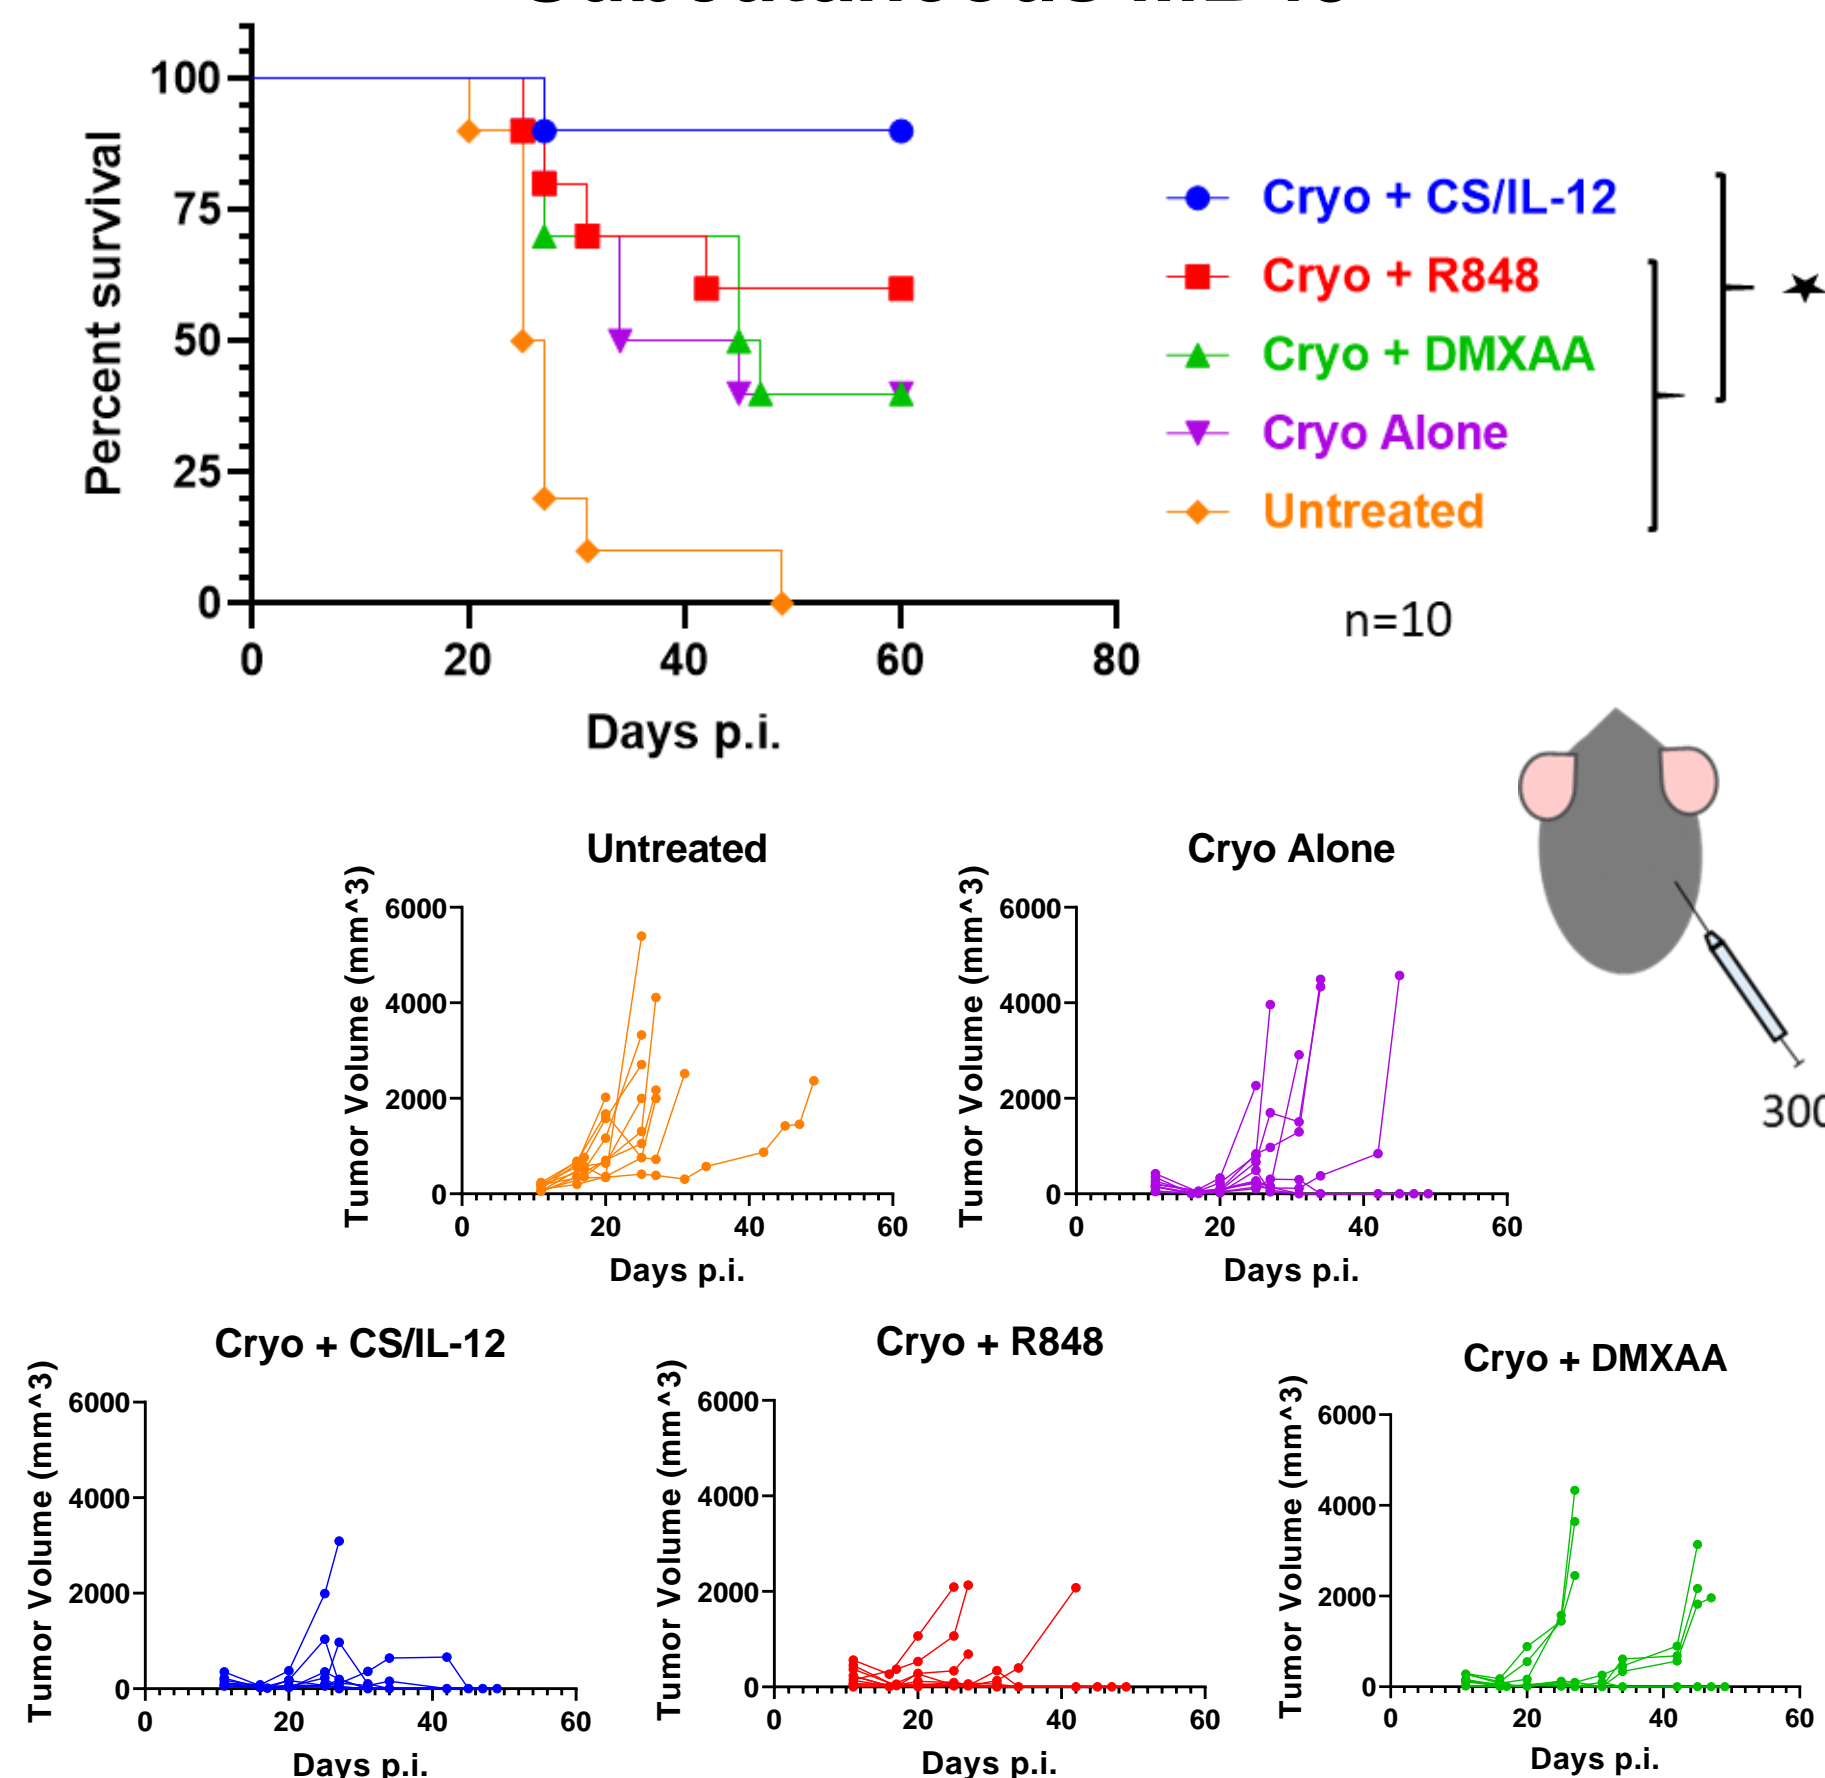 100
75
50
25
0
Percent survival
0 20 40 60 80
Days p.i.
Cryo + CS/IL-12
Cryo + R848
Cryo + DMXAA
Cryo Alone
Untreated
n=10
Untreated
Tumor Volume (mm^3)
6000
4000
2000
0
0 20 40 60
Days p.i.
Cryo Alone
Tumor Volume (mm^3)
6000
4000
2000
0
0 20 40 60
Days p.i.
300
Cryo + CS/IL-12
Tumor Volume (mm^3)
6000
4000
2000
0
0 20 40 60
Days p.i.
Cryo + R848
Tumor Volume (mm^3)
6000
4000
2000
0
0 20 40 60
Days p.i.
Cryo + DMXAA
Tumor Volume (mm^3)
6000
4000
2000
0
0 20 40 60
Days p.i.